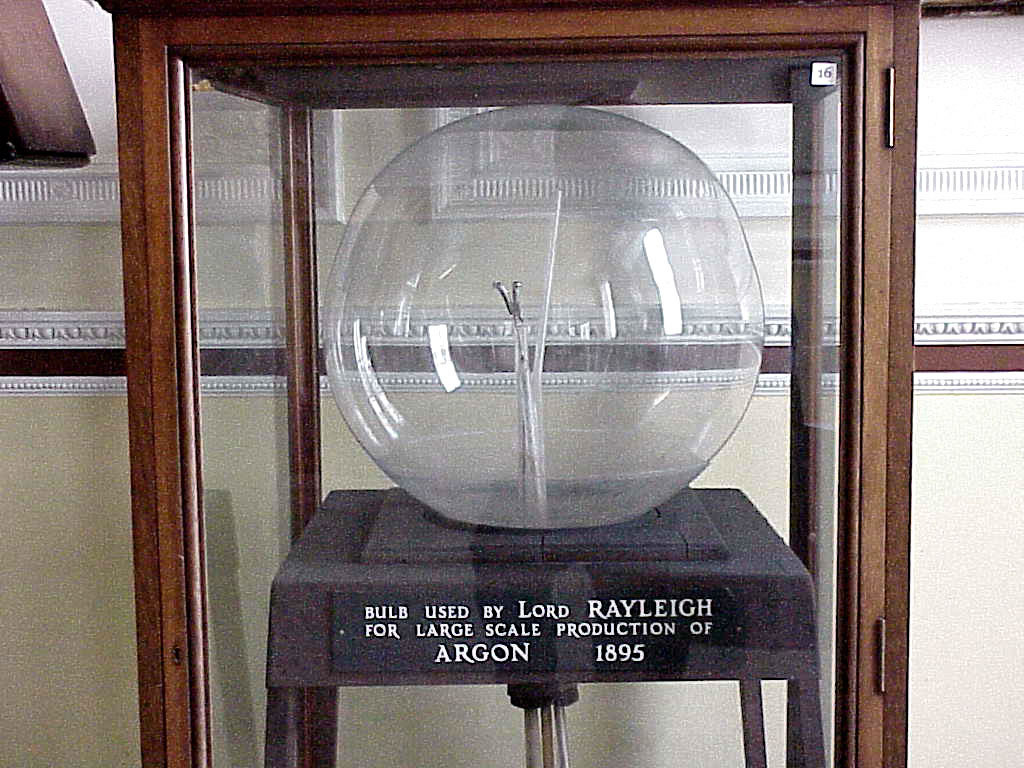 16
BULB USED BY LORD RAYLEIGH
FOR LARGE SCALE PRODUCTION OF
ARGON 1895